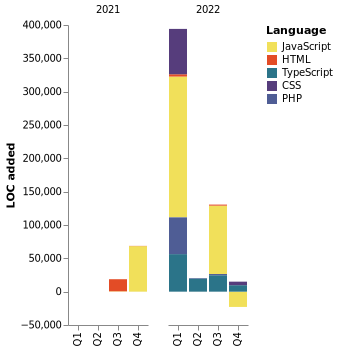 2021 2022
Language
JavaScript
HTML
TypeScript
CSS
PHP
LOC added
400,000
350,000
300,000
250,000
200,000
150,000
100,000
50,000
0
−50,000
Q1 Q2 Q3 Q4 Q1 Q2 Q3 Q4